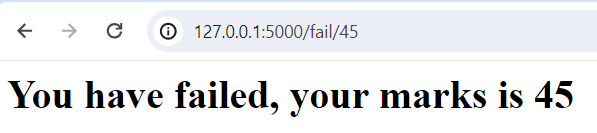 127.0.0.1:5000/fail/45
You have failed, your marks is 45